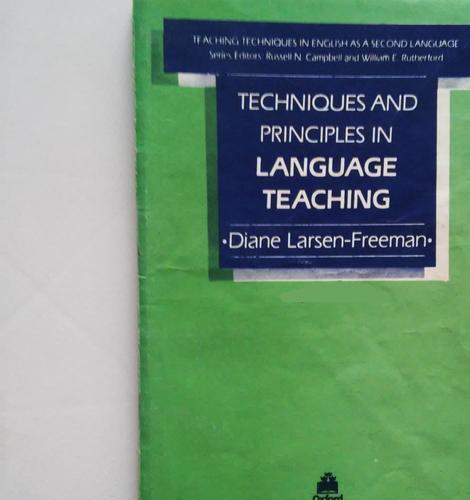 TEACHING TECHNIQUES IN ENGLISH AS A SECOND LANGUAGE
Series Editors: Russell N. Campbell and William E. Rutherford
TECHNIQUES AND
PRINCIPLES IN
LANGUAGE
TEACHING
•Diane Larsen-Freeman•
Oxford